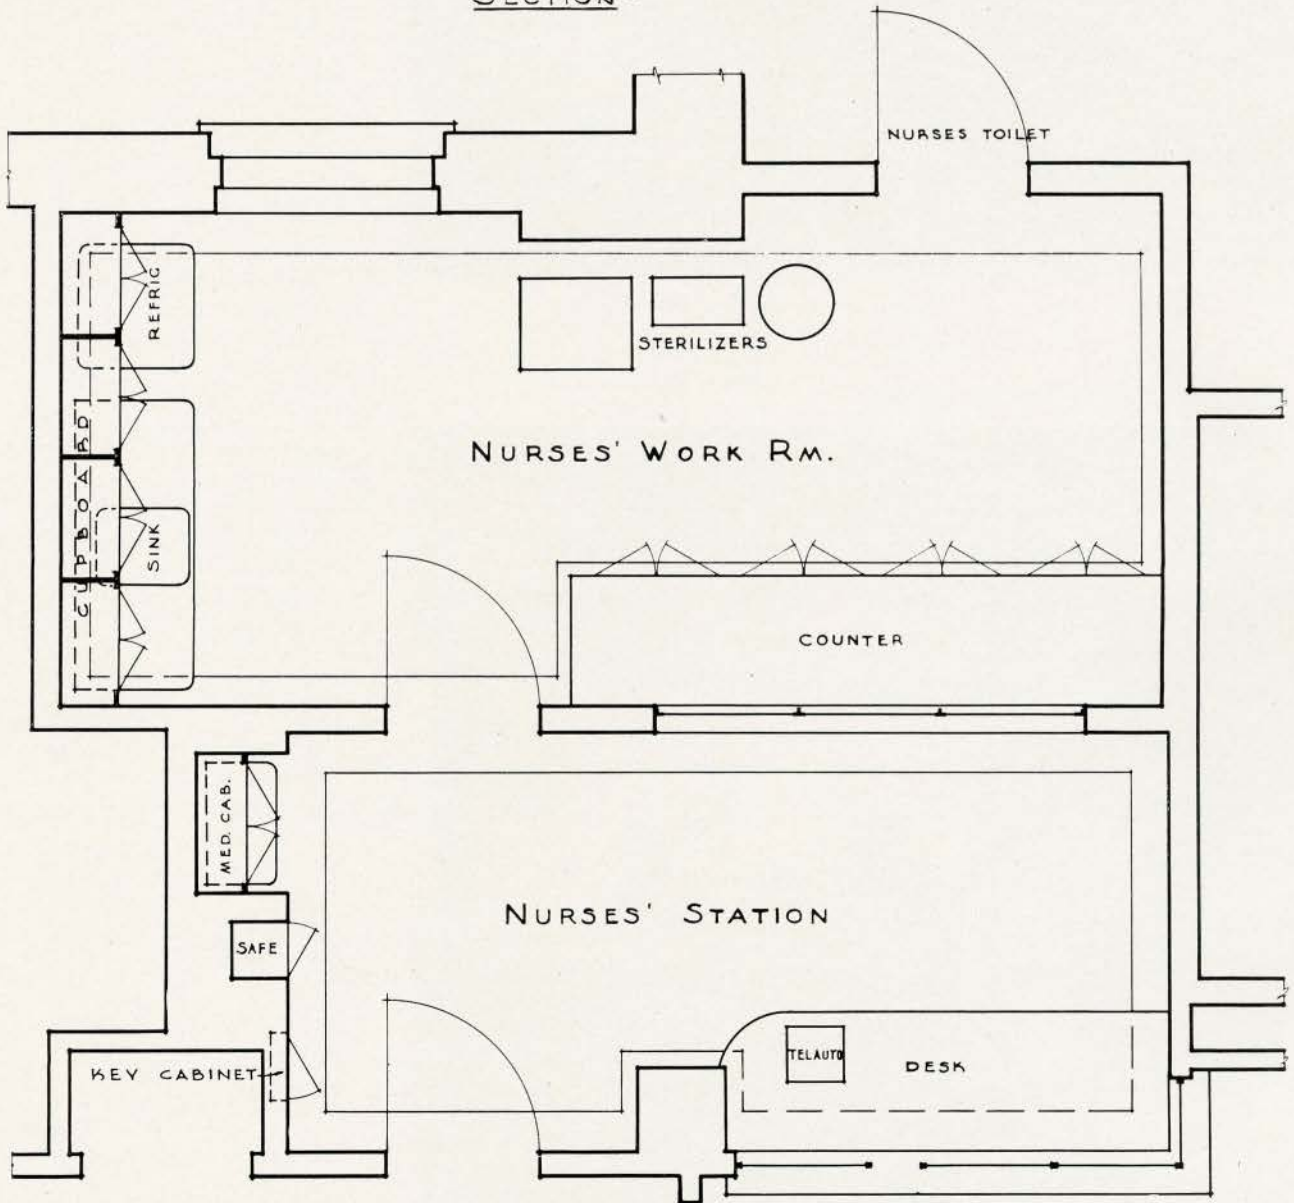 SECTION
NURSES TOILET
REFRIG
STERILIZERS
NURSES' WORK RM.
CUPBOARD
SINK
COUNTER
MED. CAB.
NURSES' STATION
SAFE
TELAUTO
DESK
KEY CABINET